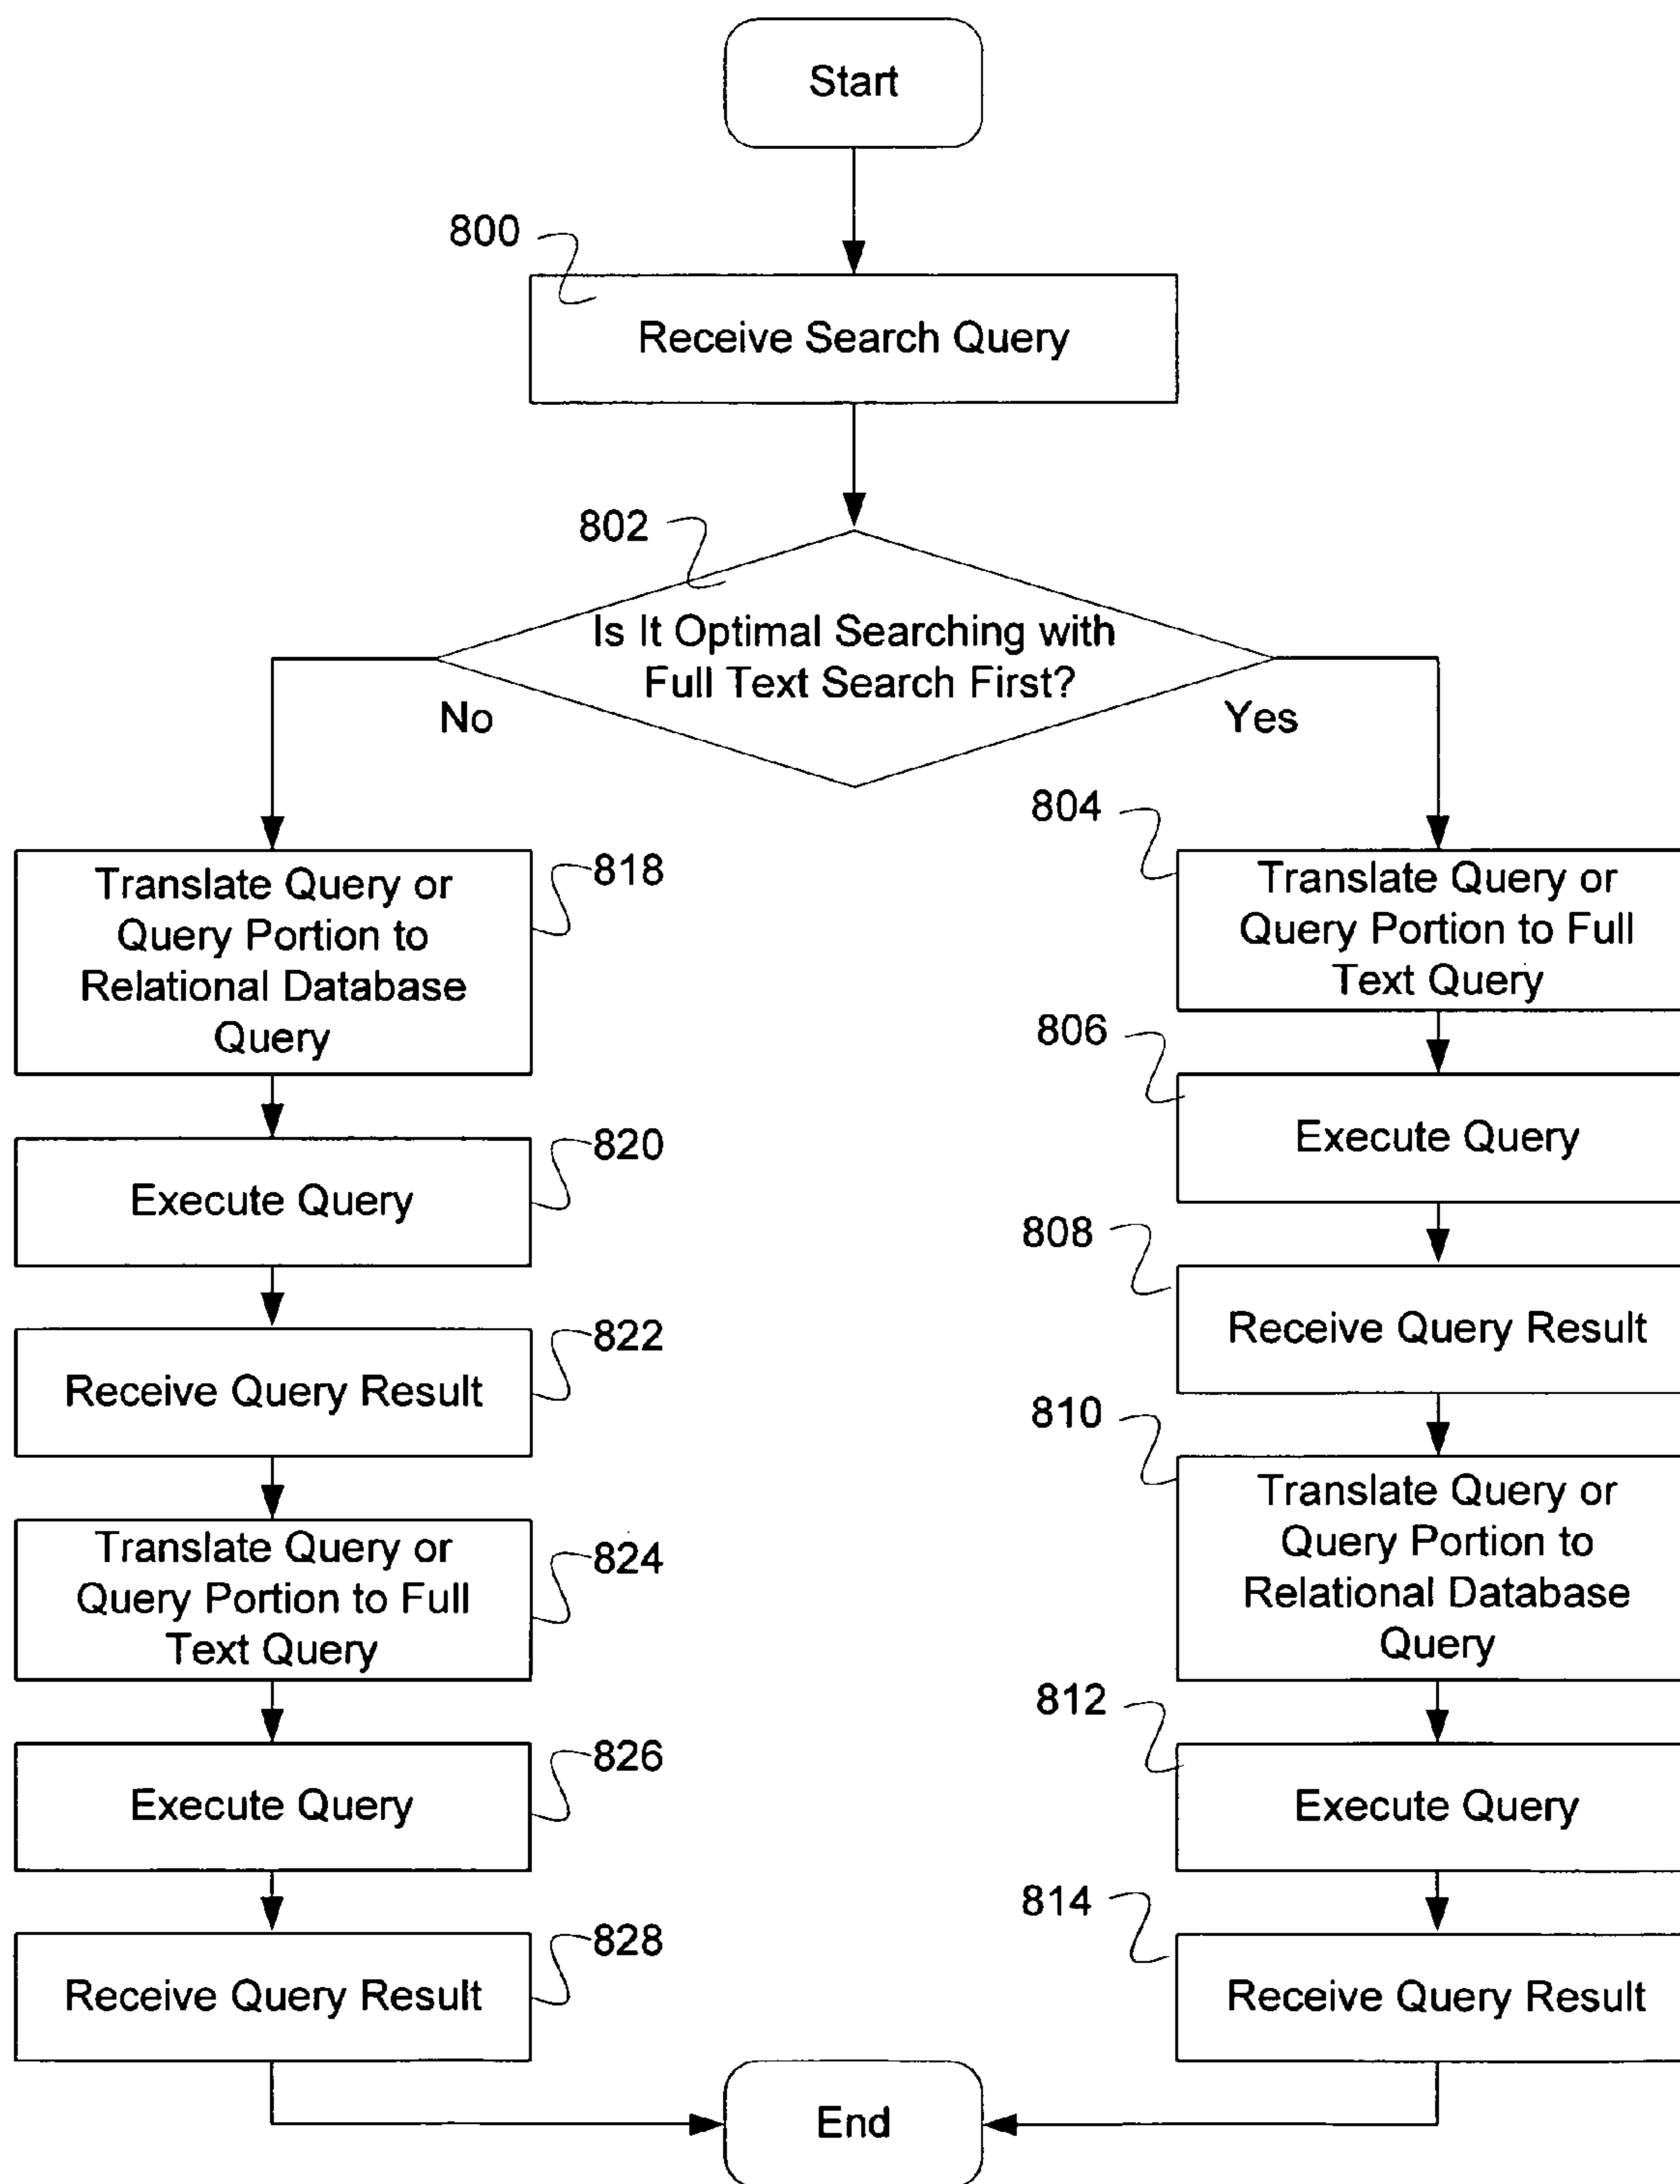 Start
800
Receive Search Query
802
Is It Optimal Searching with
Full Text Search First?
No
Yes
818
Translate Query or
Query Portion to
Relational Database
Query
820
Execute Query
822
Receive Query Result
824
Translate Query or
Query Portion to Full
Text Query
826
Execute Query
828
Receive Query Result
804
Translate Query or
Query Portion to Full
Text Query
806
Execute Query
808
Receive Query Result
810
Translate Query or
Query Portion to
Relational Database
Query
812
Execute Query
814
Receive Query Result
End